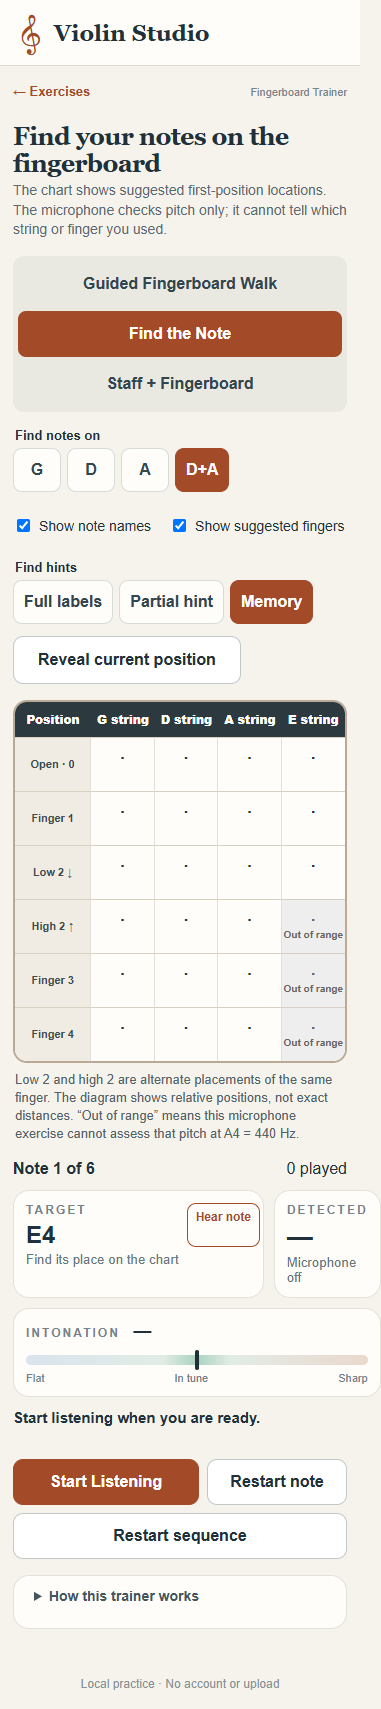 Violin Studio
← Exercises
Fingerboard Trainer
Find your notes on the
fingerboard
The chart shows suggested first-position locations.
The microphone checks pitch only; it cannot tell which
string or finger you used.
Guided Fingerboard Walk
Find the Note
Staff + Fingerboard
Find notes on
G D A D+A
Show note names Show suggested fingers
Find hints
Full labels Partial hint Memory
Reveal current position
Position G string D string A string E string
Open · 0 · · · ·
Finger 1 · · · ·
Low 2 ↓ · · · ·
High 2 ↑ · · · ·
Out of range
Finger 3 · · · ·
Out of range
Finger 4 · · · ·
Out of range
Low 2 and high 2 are alternate placements of the same
finger. The diagram shows relative positions, not exact
distances. “Out of range” means this microphone
exercise cannot assess that pitch at A4 = 440 Hz.
Note 1 of 6 0 played
TARGET
E4
Find its place on the chart
Hear note
DETECTED
—
Microphone
off
INTONATION —
Flat In tune Sharp
Start listening when you are ready.
Start Listening Restart note
Restart sequence
▶ How this trainer works
Local practice · No account or upload